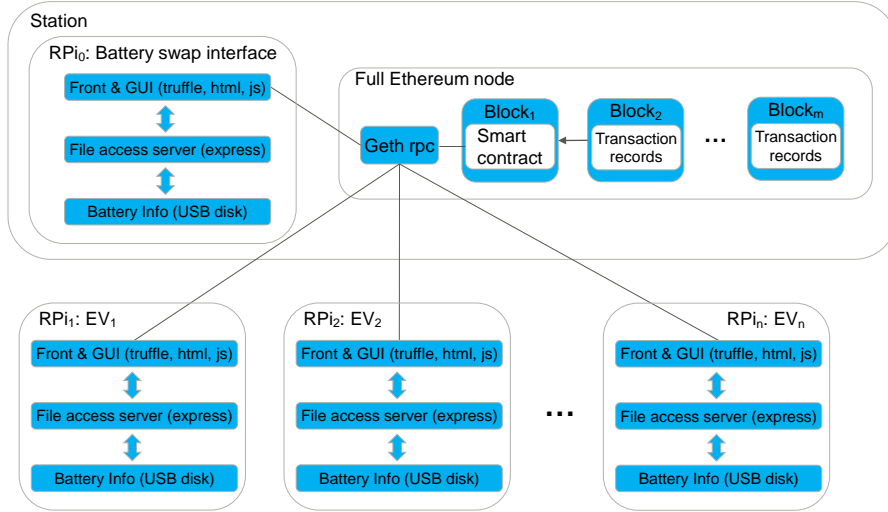 Station
RPi₀: Battery swap interface
Front & GUI (truffle, html, js)
File access server (express)
Battery Info (USB disk)
Full Ethereum node
Geth rpc
Block₁
Smart
contract
Block₂
Transaction
records
...
Blockₘ
Transaction
records
RPi₁: EV₁
Front & GUI (truffle, html, js)
File access server (express)
Battery Info (USB disk)
RPi₂: EV₂
Front & GUI (truffle, html, js)
File access server (express)
Battery Info (USB disk)
...
RPiₙ: EVₙ
Front & GUI (truffle, html, js)
File access server (express)
Battery Info (USB disk)